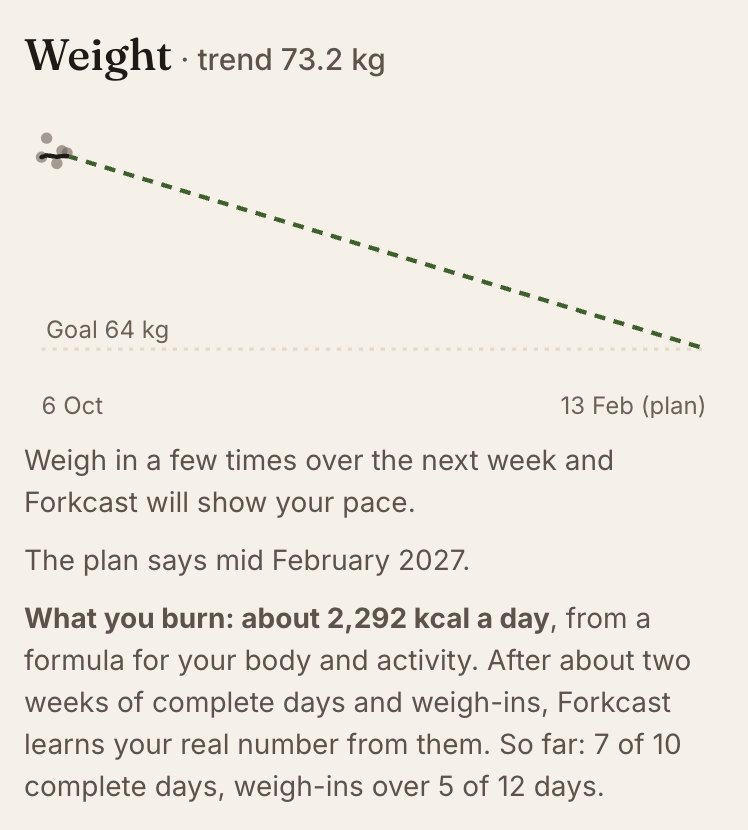 Weight · trend 73.2 kg
Goal 64 kg
6 Oct
13 Feb (plan)
Weigh in a few times over the next week and
Forkcast will show your pace.
The plan says mid February 2027.
What you burn: about 2,292 kcal a day, from a
formula for your body and activity. After about two
weeks of complete days and weigh-ins, Forkcast
learns your real number from them. So far: 7 of 10
complete days, weigh-ins over 5 of 12 days.